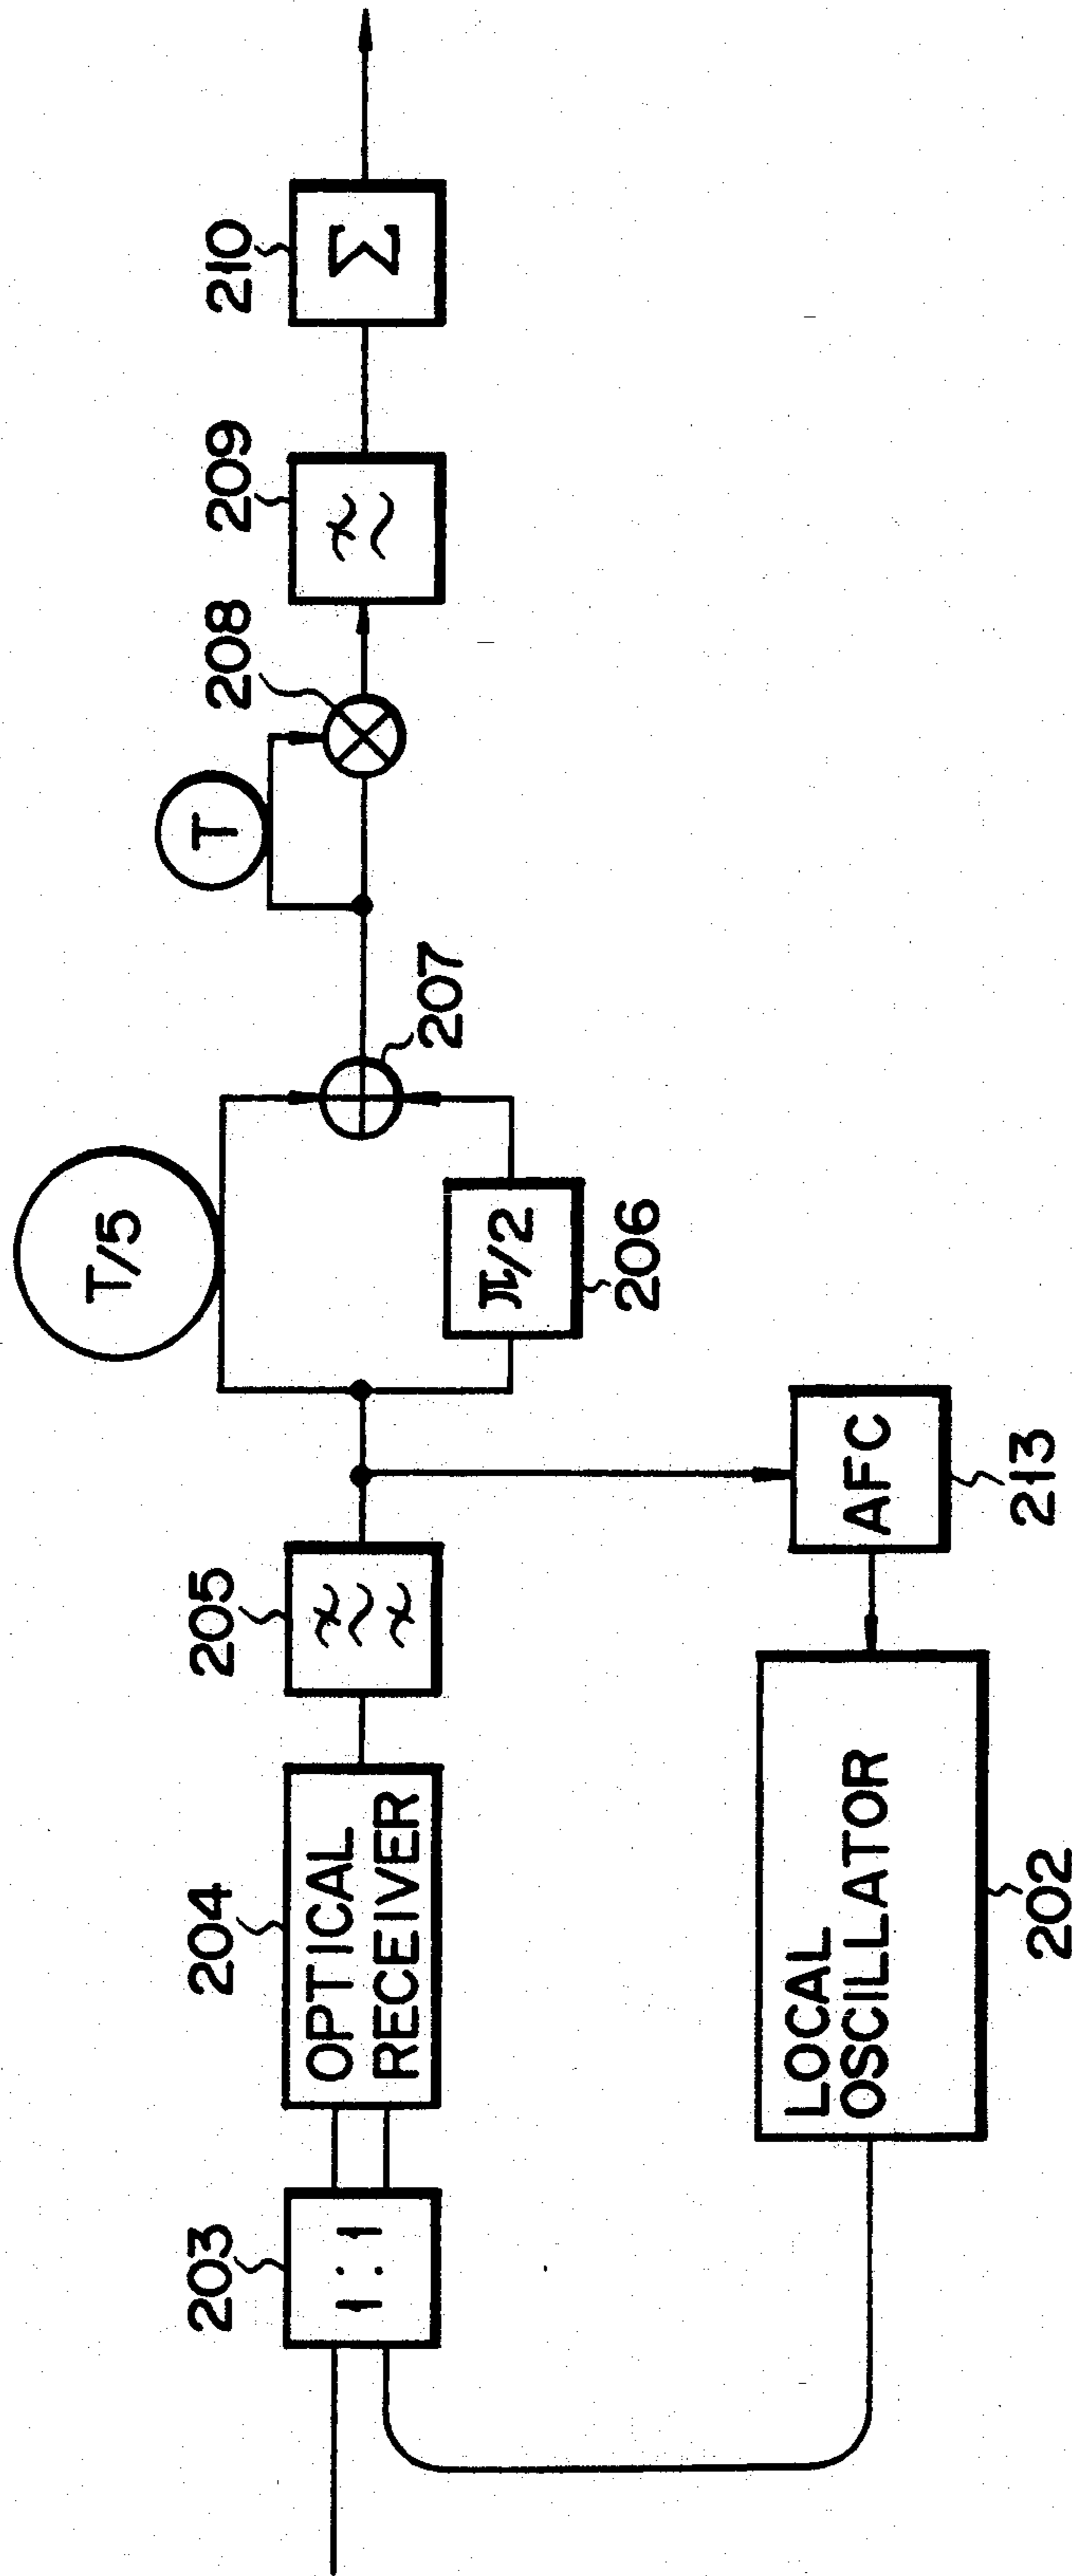 203
1:1
204
OPTICAL
RECEIVER
205
T/5
π/2
206
207
T
208
209
210
Σ
LOCAL
OSCILLATOR
202
AFC
213